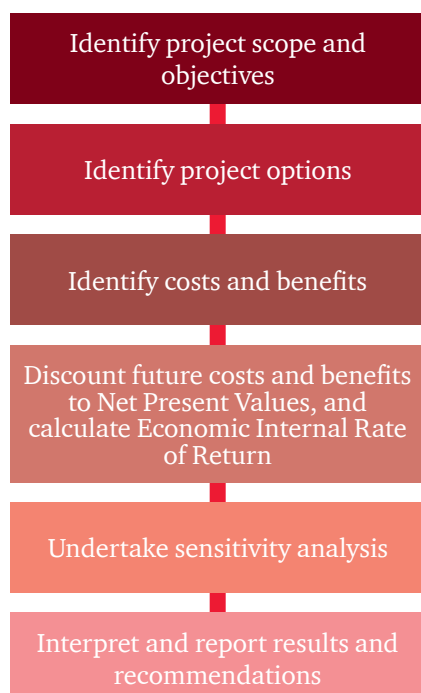 Identify project scope and
objectives
Identify project options
Identify costs and benefits
Discount future costs and benefits
to Net Present Values, and
calculate Economic Internal Rate
of Return
Undertake sensitivity analysis
Interpret and report results and
recommendations